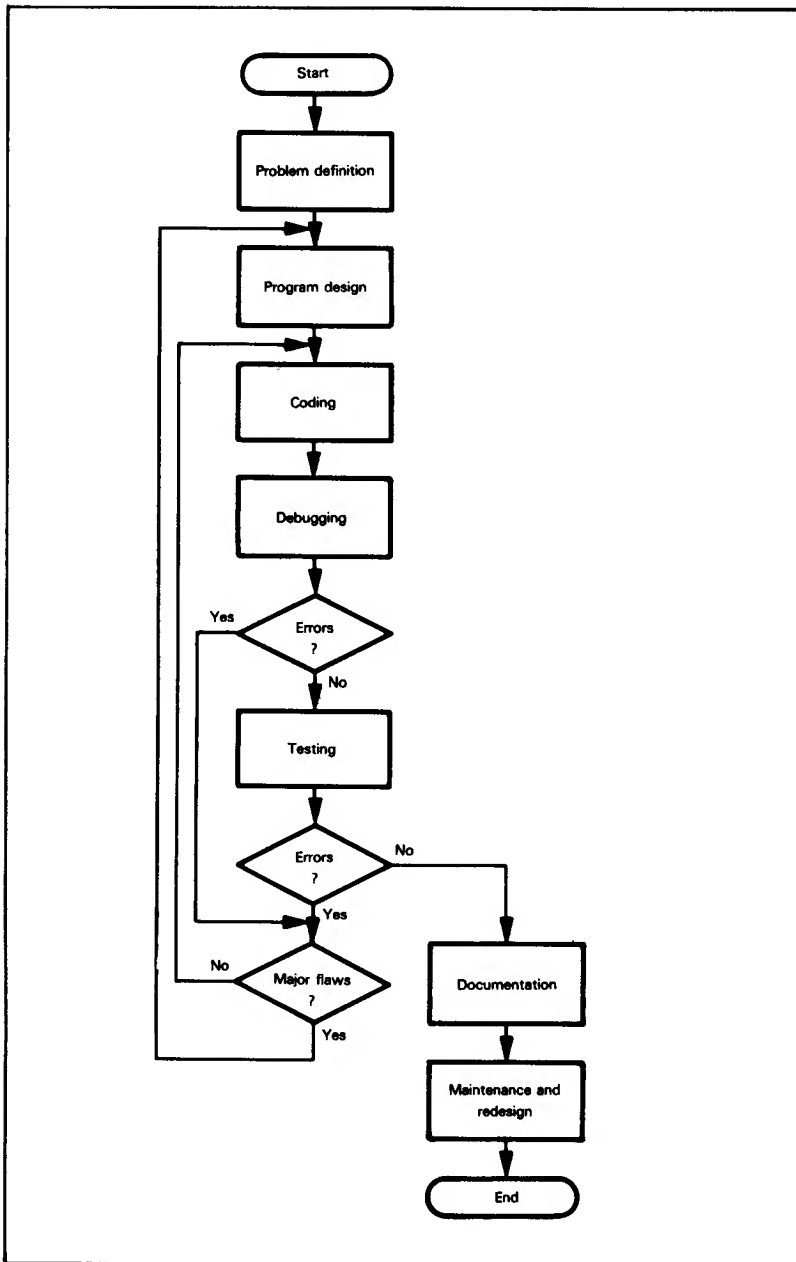 Start
Problem definition
Program design
Coding
Debugging
Yes
Errors
?
No
Testing
Errors
?
No
Yes
No
Major flaws
?
Yes
Documentation
Maintenance and
redesign
End